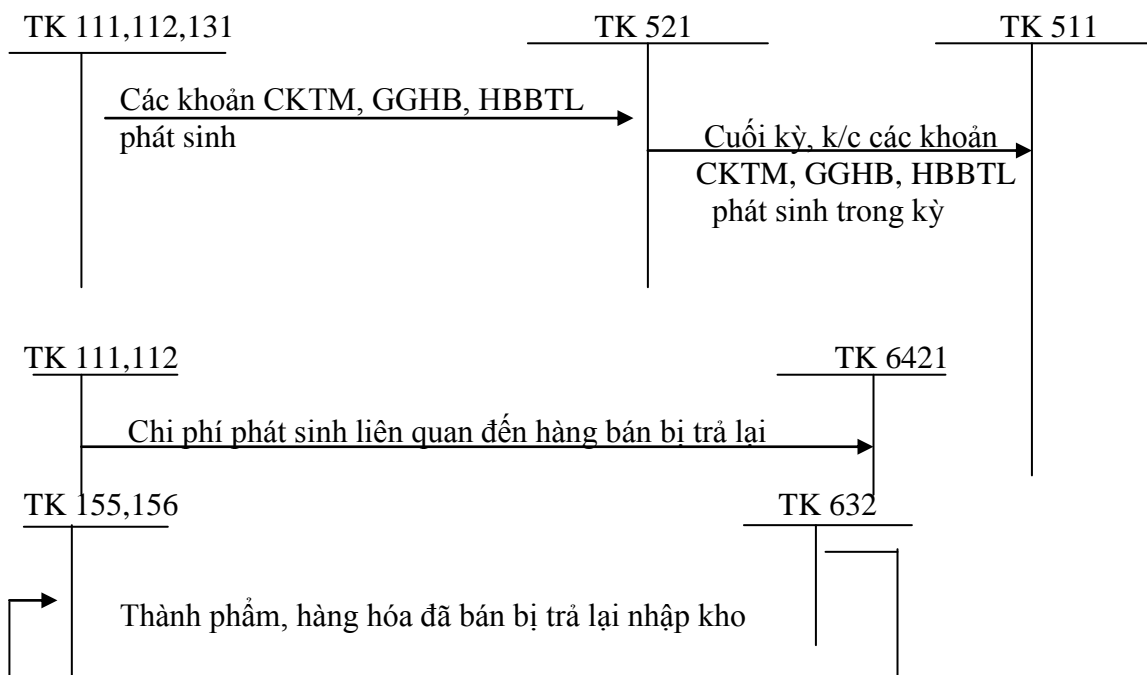 TK 111,112,131
TK 521
TK 511
Các khoản CKTM, GGHB, HBBTL
phát sinh
Cuối kỳ, k/c các khoản
CKTM, GGHB, HBBTL
phát sinh trong kỳ
TK 111,112
TK 6421
Chi phí phát sinh liên quan đến hàng bán bị trả lại
TK 155,156
TK 632
Thành phẩm, hàng hóa đã bán bị trả lại nhập kho